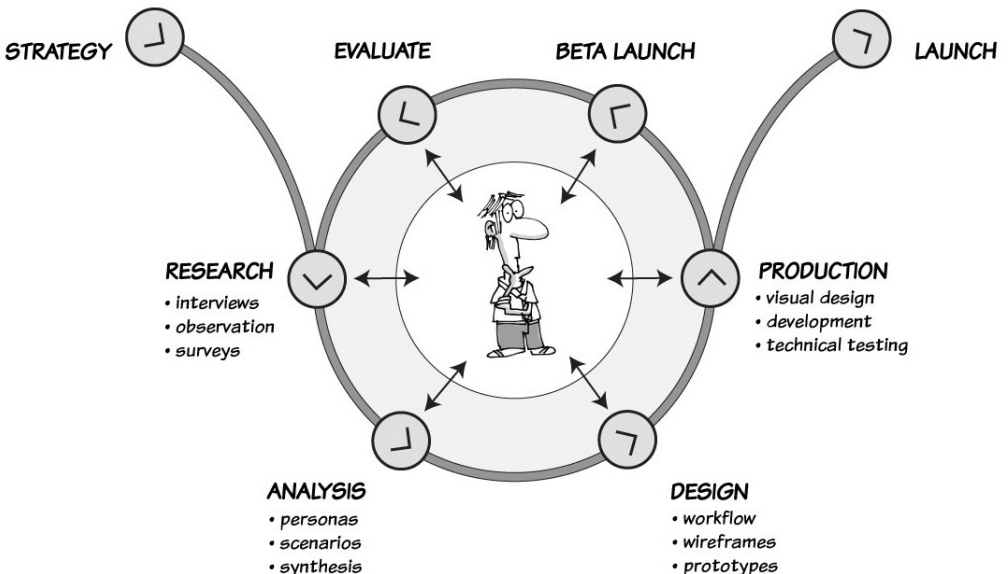 STRATEGY
EVALUATE
BETA LAUNCH
LAUNCH
RESEARCH
• interviews
• observation
• surveys
PRODUCTION
• visual design
• development
• technical testing
ANALYSIS
• personas
• scenarios
• synthesis
DESIGN
• workflow
• wireframes
• prototypes